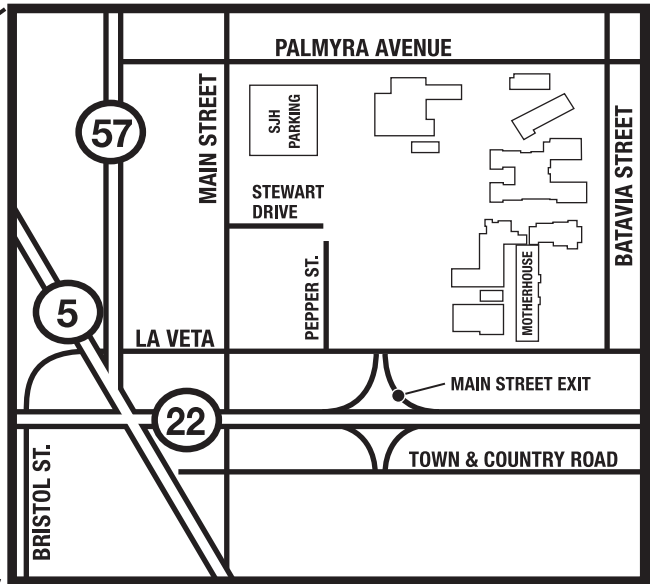 PALMYRA AVENUE
57
MAIN STREET
SJH
PARKING
BATAVIA STREET
STEWART
DRIVE
PEPPER ST.
MOTHERHOUSE
5
LA VETA
MAIN STREET EXIT
22
TOWN & COUNTRY ROAD
BRISTOL ST.